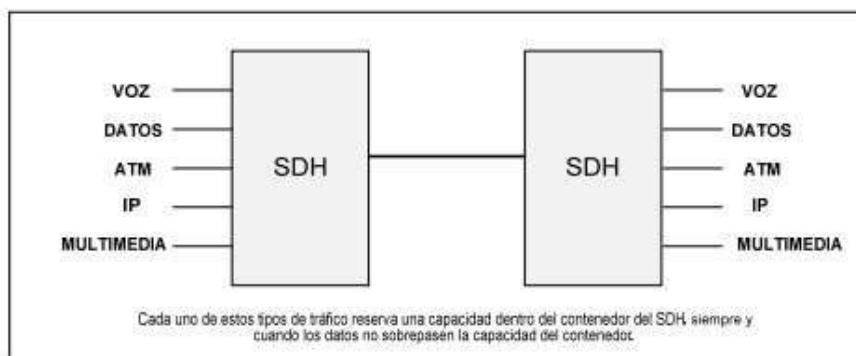 VOZ
DATOS
ATM
IP
MULTIMEDIA
SDH
SDH
VOZ
DATOS
ATM
IP
MULTIMEDIA
Cada uno de estos tipos de tráfico reserva una capacidad dentro del contenedor del SDH, siempre y
cuando los datos no sobrepasen la capacidad del contenedor.